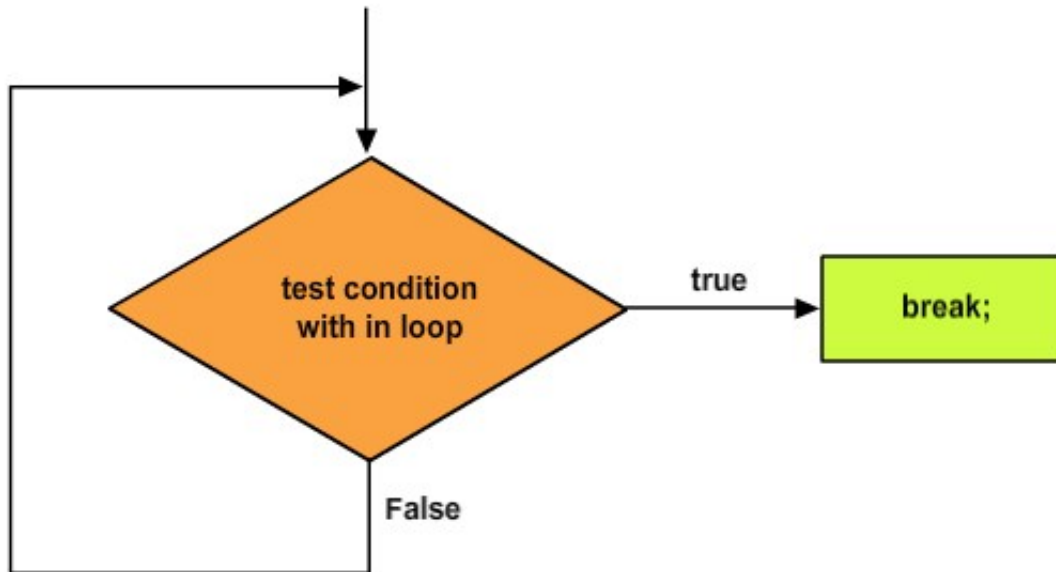 test condition
with in loop
true
break;
False